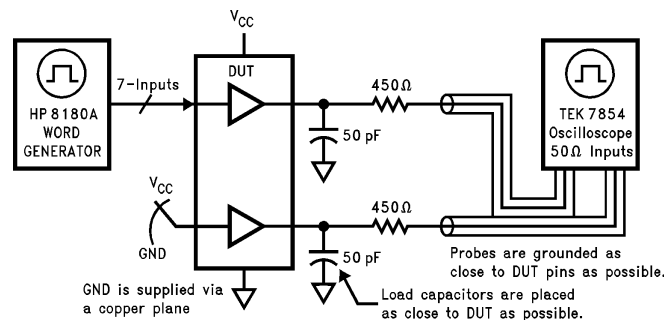 VCC
DUT
HP 8180A
WORD
GENERATOR
7-Inputs
450Ω
50 pF
TEK 7854
Oscilloscope
50Ω Inputs
VCC
GND
450Ω
50 pF
Probes are grounded as
close to DUT pins as possible.
GND is supplied via
a copper plane
Load capacitors are placed
as close to DUT as possible.